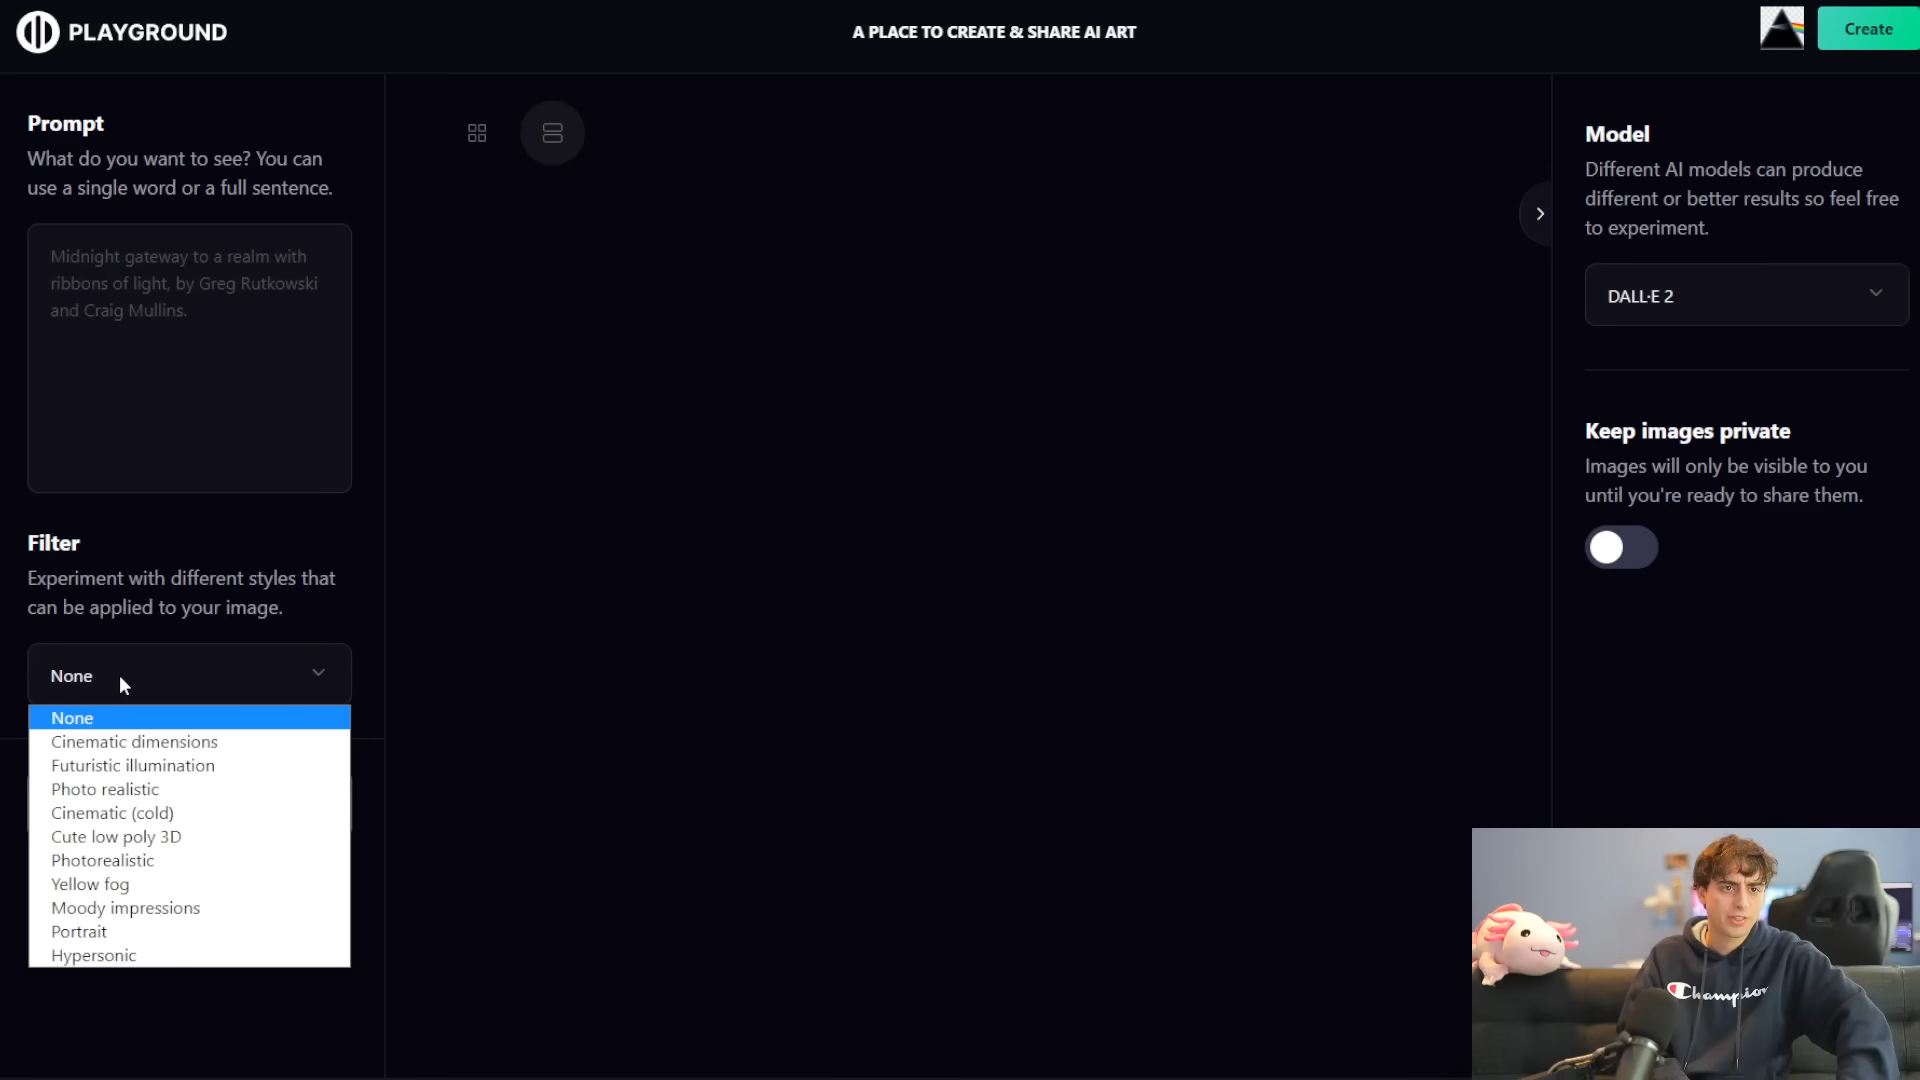 PLAYGROUND
A PLACE TO CREATE & SHARE AI ART
Create
Prompt
What do you want to see? You can
use a single word or a full sentence.
Midnight gateway to a realm with
ribbons of light, by Greg Rutkowski
and Craig Mullins.
Filter
Experiment with different styles that
can be applied to your image.
None
None
Cinematic dimensions
Futuristic illumination
Photo realistic
Cinematic (cold)
Cute low poly 3D
Photorealistic
Yellow fog
Moody impressions
Portrait
Hypersonic
Model
Different AI models can produce
different or better results so feel free
to experiment.
DALL·E 2
Keep images private
Images will only be visible to you
until you're ready to share them.
Champion